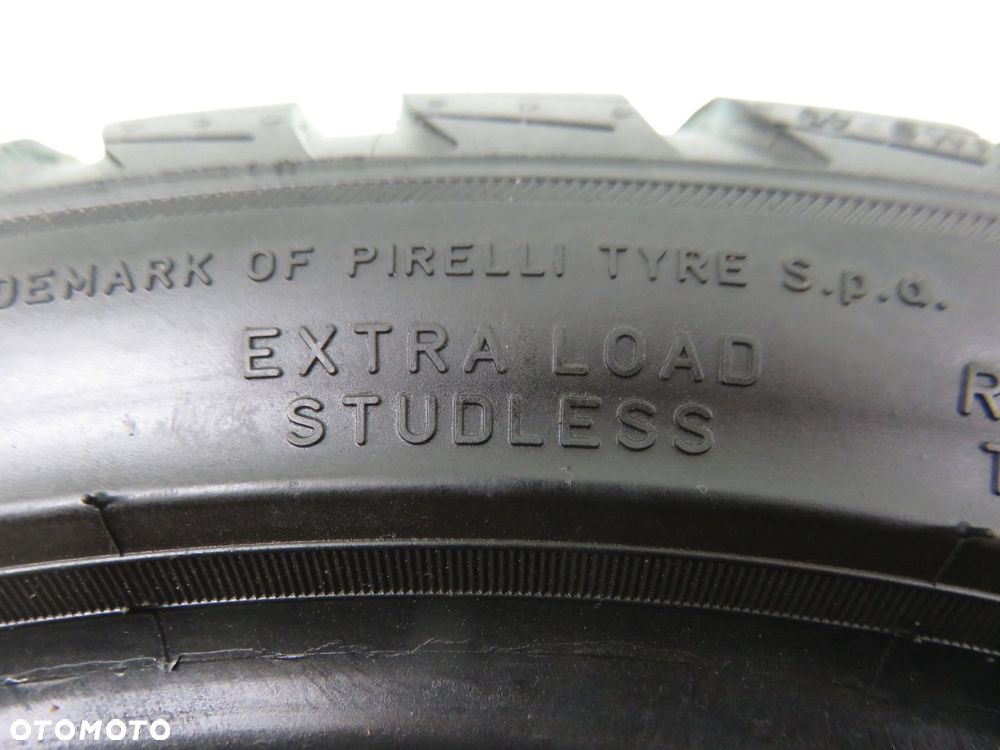 DEMARK OF PIRELLI TYRE S.p.a.
EXTRA LOAD
STUDLESS
R
T
OTOMOTO